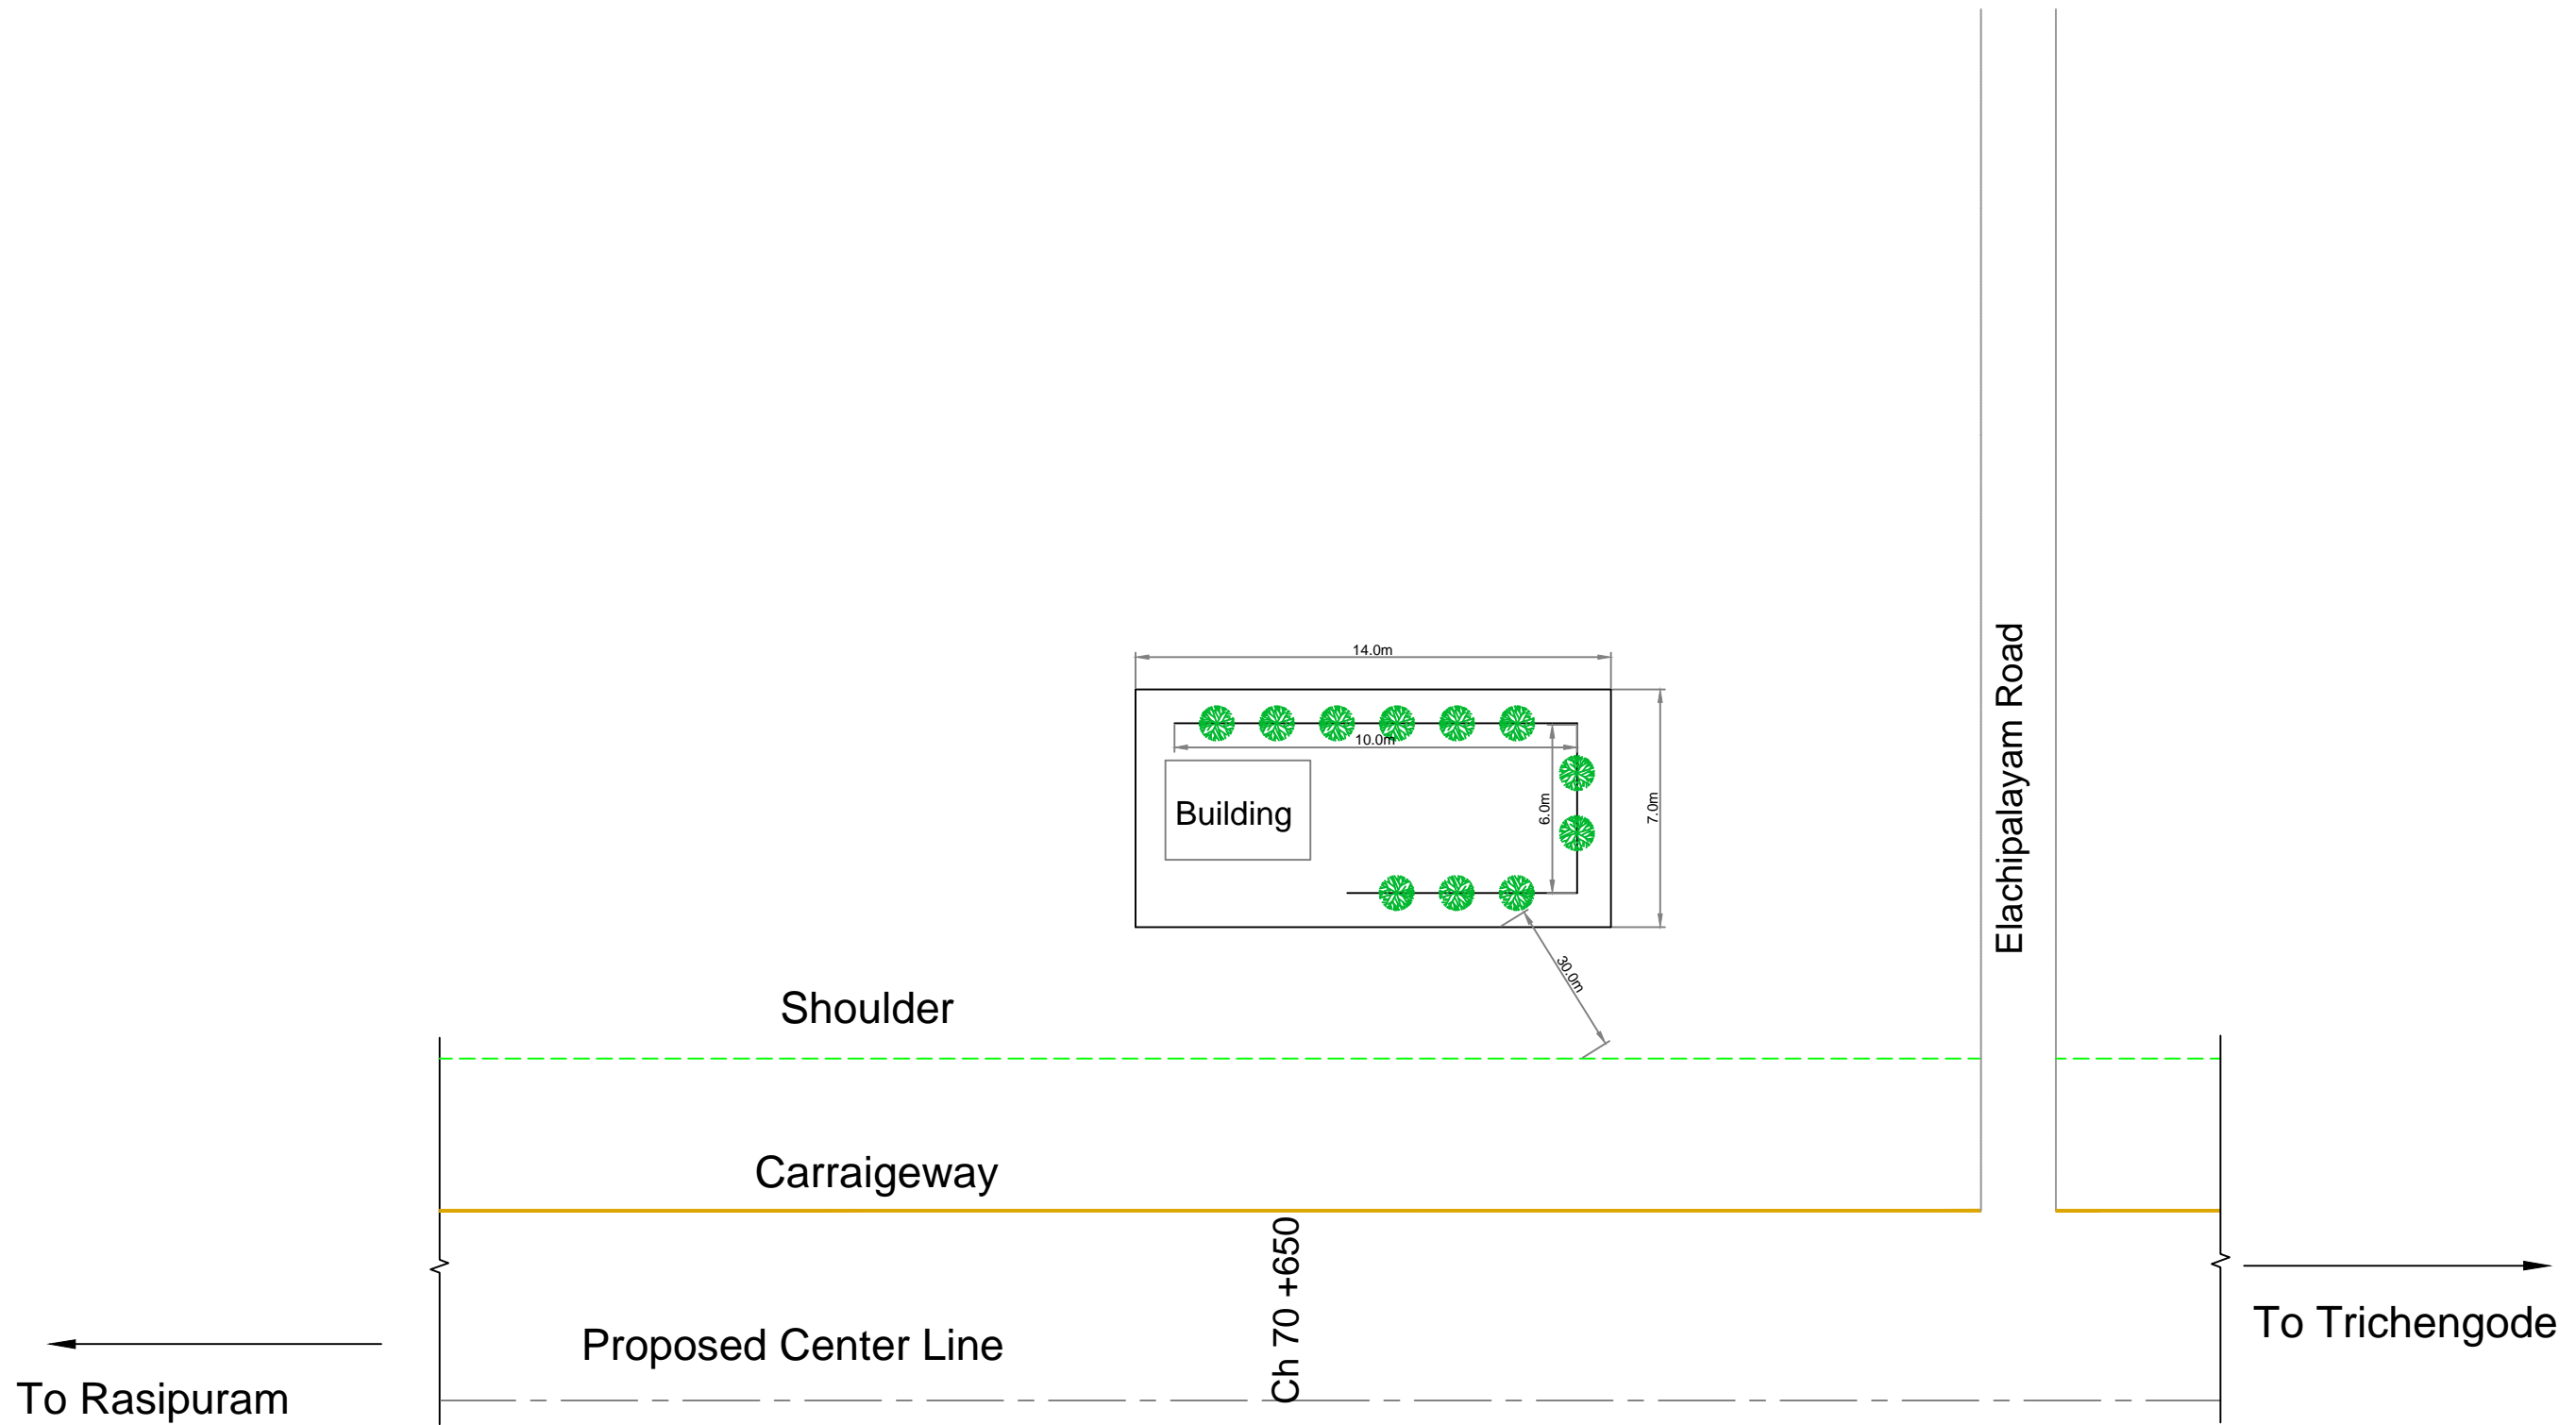 14.0m
10.0m
Building
6.0m
7.0m
Elachipalayam Road
30.0m
Shoulder
Carraigeway
Ch 70 +650
Proposed Center Line
To Trichengode
To Rasipuram